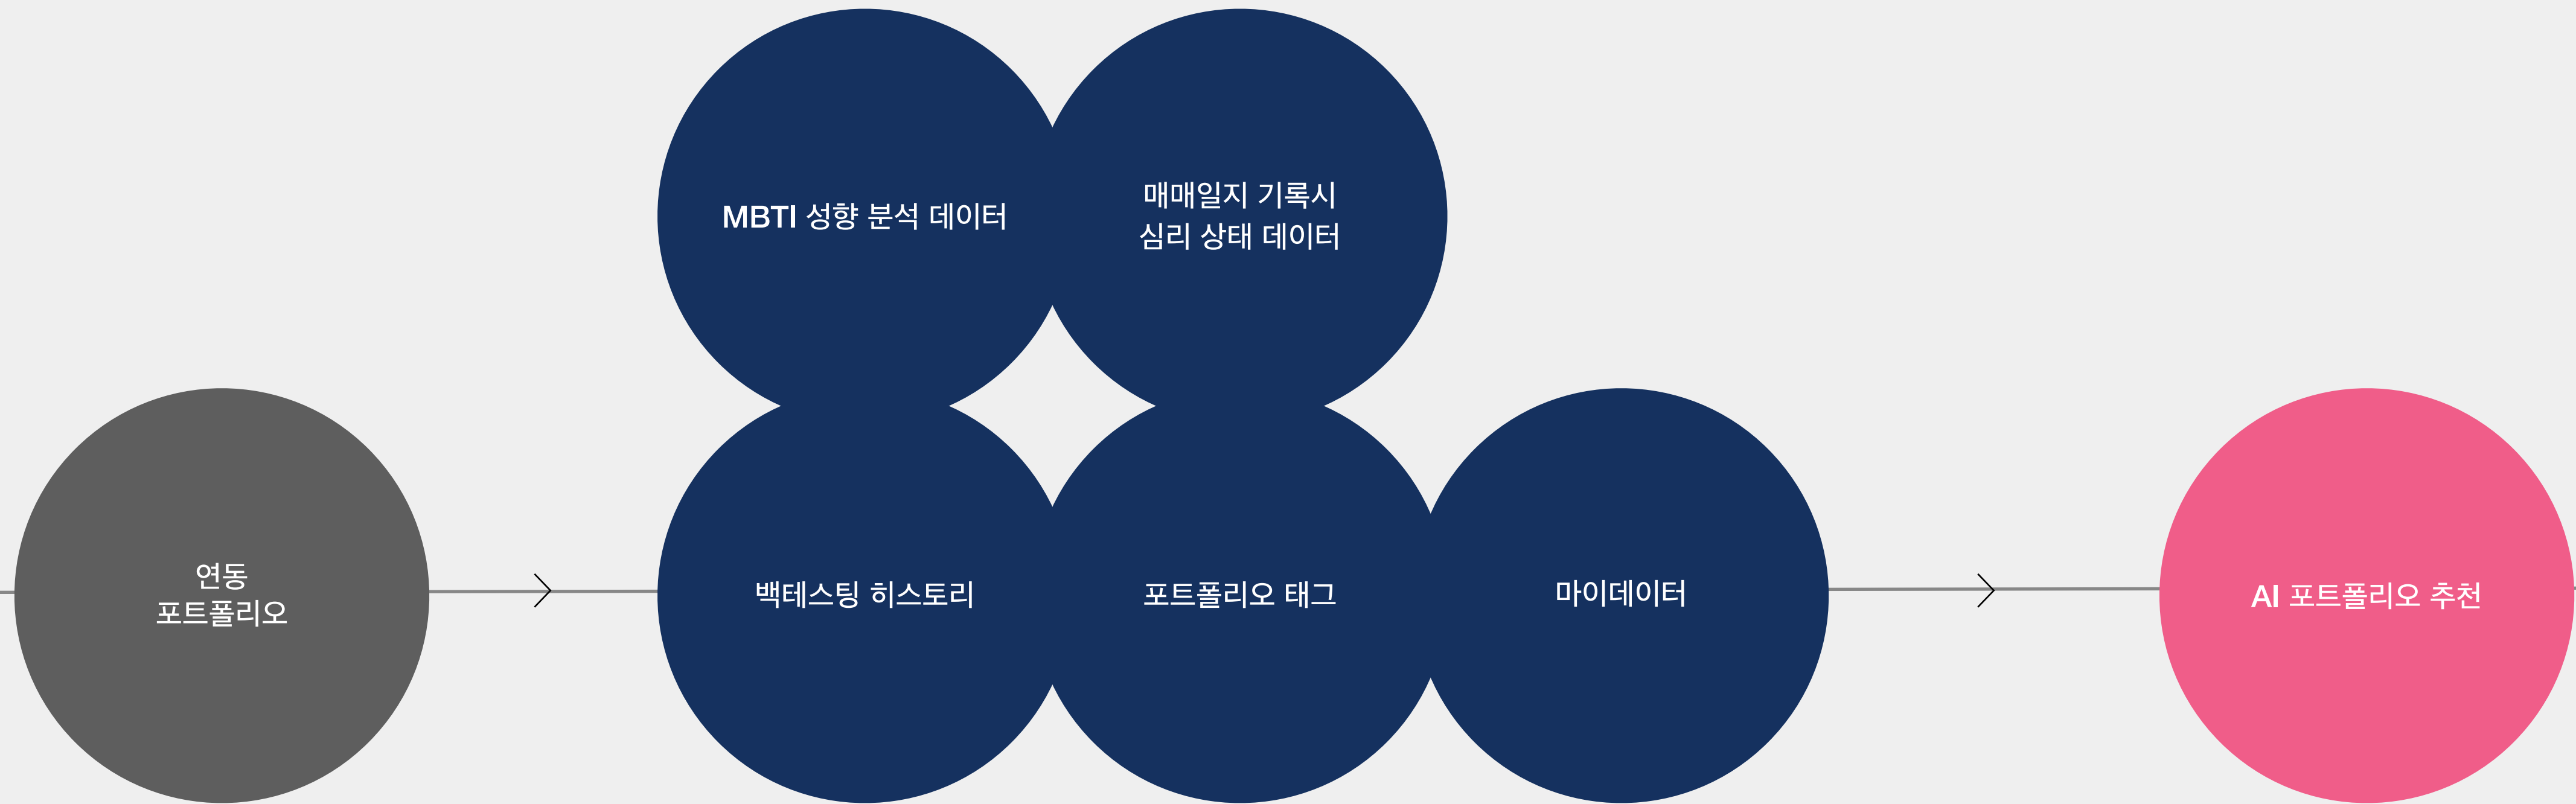 MBTI 성향 분석 데이터
매매일지 기록시
심리 상태 데이터
연동
포트폴리오
백테스팅 히스토리
포트폴리오 태그
마이데이터
AI 포트폴리오 추천